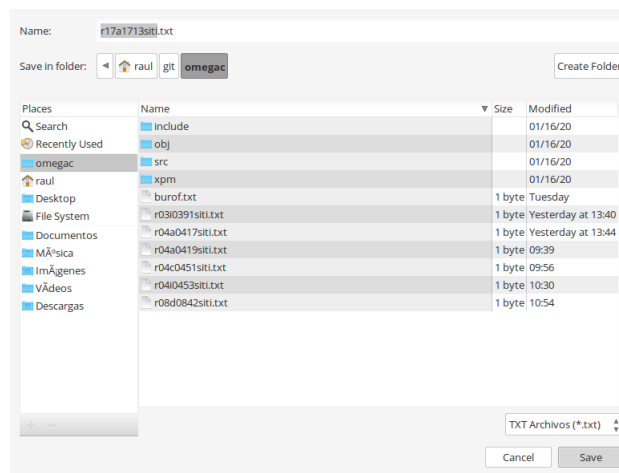 Name: r17a1713siti.txt
Save in folder: raul git omegac Create Folder
Places Name Size Modified
Search include 01/16/20
Recently Used obj 01/16/20
omegac src 01/16/20
raul xpm 01/16/20
Desktop burof.txt 1 byte Tuesday
File System r03i0391siti.txt 1 byte Yesterday at 13:40
Documentos r04a0417siti.txt 1 byte Yesterday at 13:44
MÃºsica r04a0419siti.txt 1 byte 09:39
ImÃ¡genes r04c0451siti.txt 1 byte 09:56
VÃ­deos r04i0453siti.txt 1 byte 10:30
Descargas r08d0842siti.txt 1 byte 10:54
TXT Archivos (*.txt)
Cancel Save